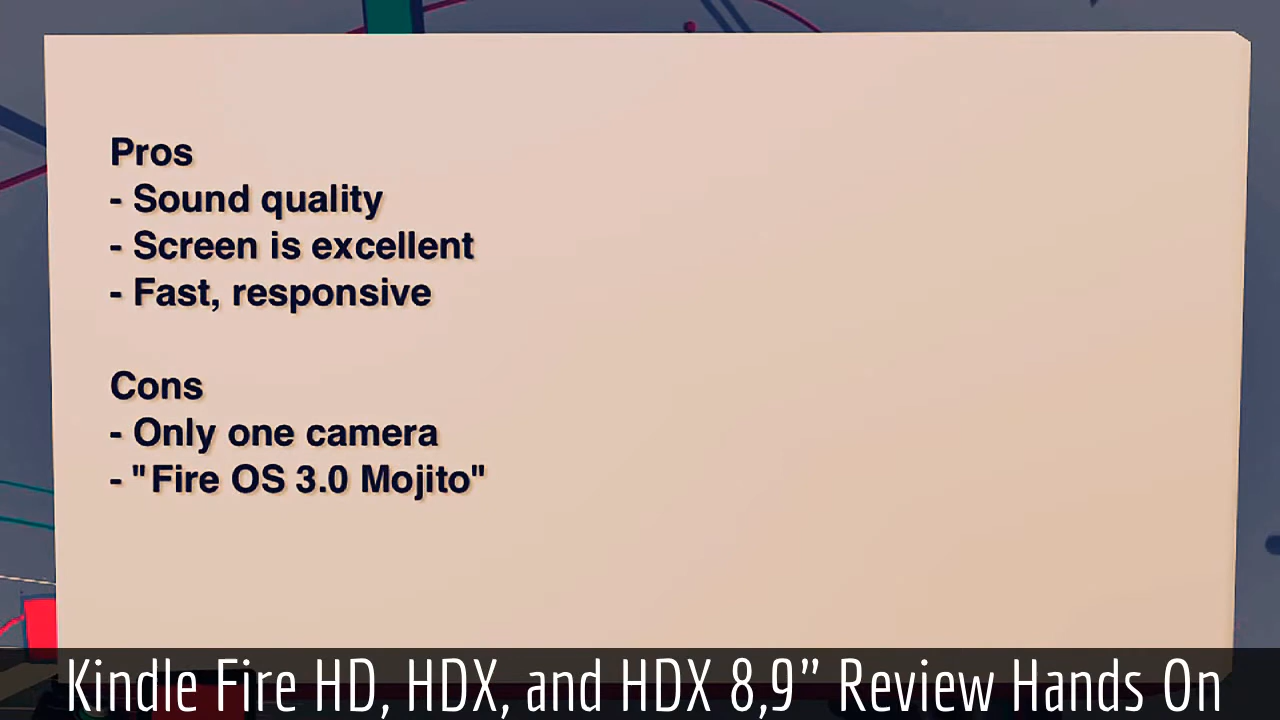 Pros
- Sound quality
- Screen is excellent
- Fast, responsive
Cons
- Only one camera
- "Fire OS 3.0 Mojito"
Kindle Fire HD, HDX, and HDX 8,9” Review Hands On